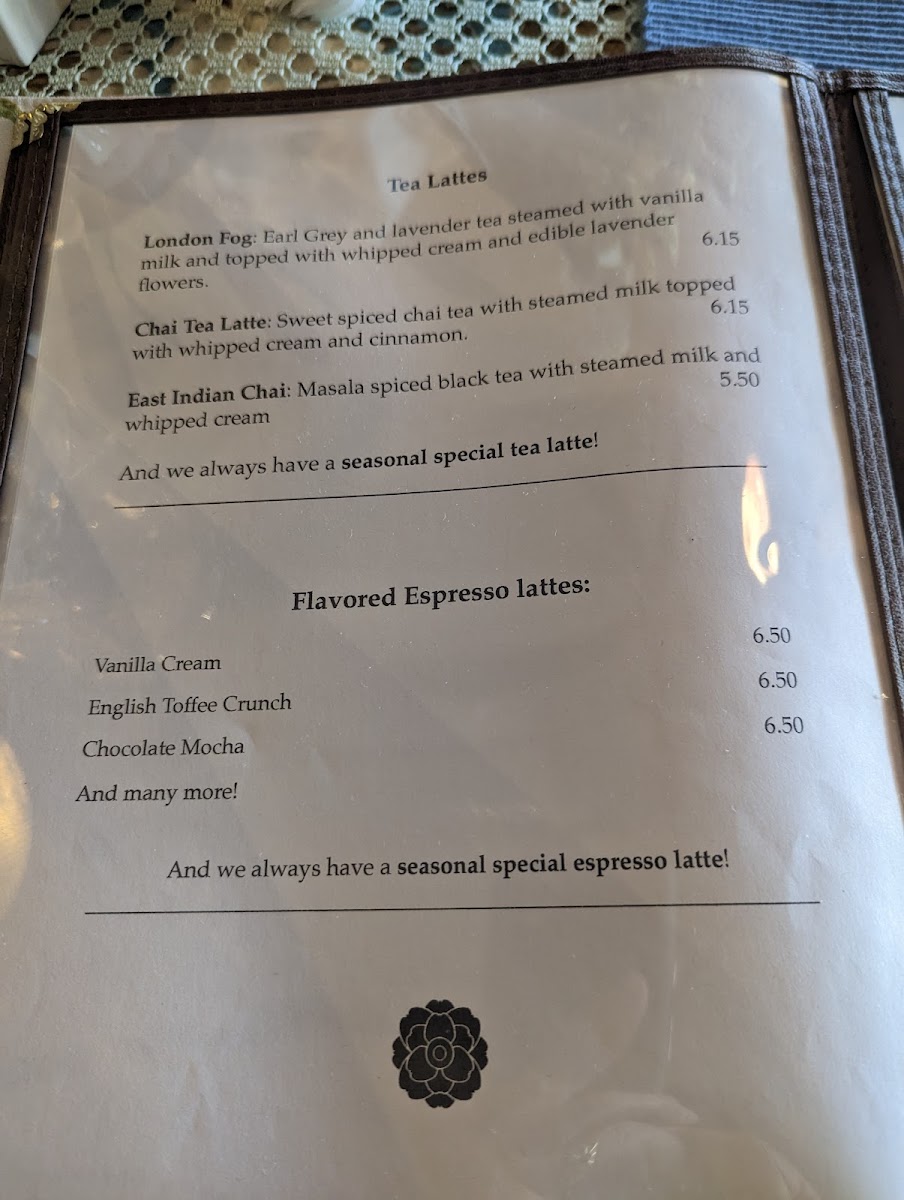 Tea Lattes
London Fog: Earl Grey and lavender tea steamed with vanilla
milk and topped with whipped cream and edible lavender 6.15
flowers.
Chai Tea Latte: Sweet spiced chai tea with steamed milk topped
with whipped cream and cinnamon. 6.15
East Indian Chai: Masala spiced black tea with steamed milk and
whipped cream 5.50
And we always have a seasonal special tea latte!
Flavored Espresso lattes:
Vanilla Cream 6.50
English Toffee Crunch 6.50
Chocolate Mocha 6.50
And many more!
And we always have a seasonal special espresso latte!